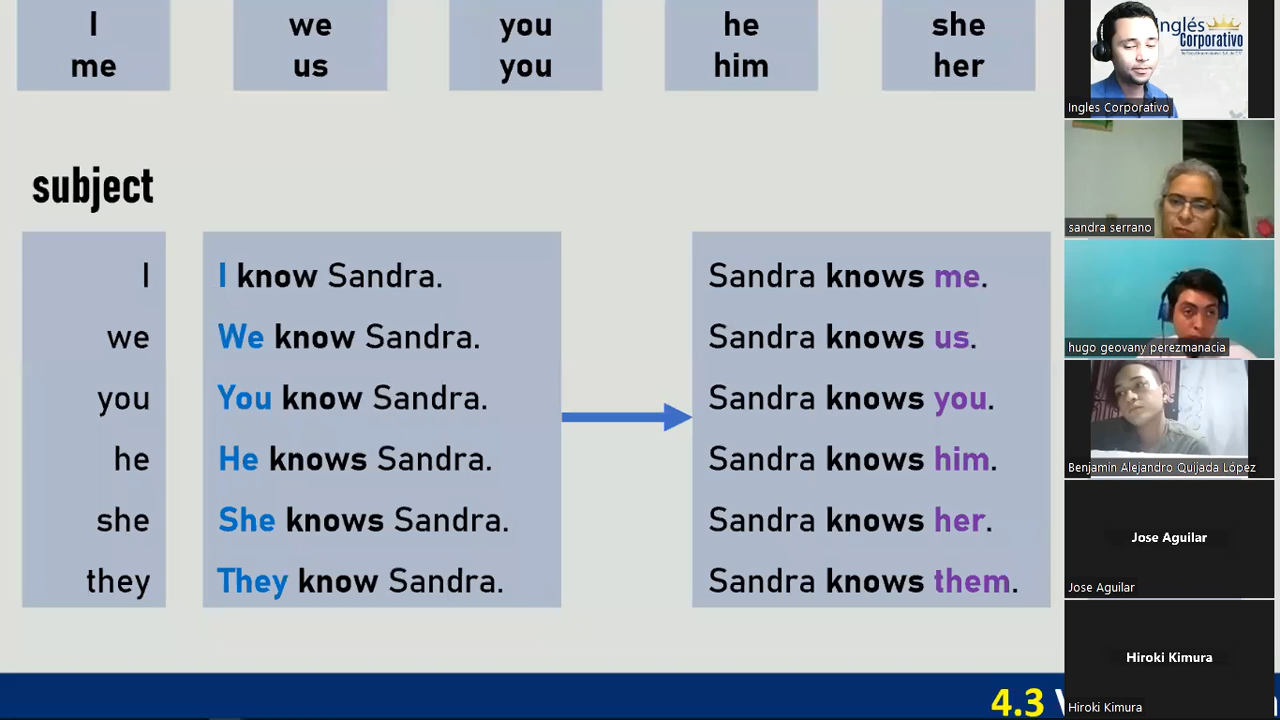 I we you he she
me us you him her
subject
I I know Sandra. Sandra knows me.
we We know Sandra. Sandra knows us.
you You know Sandra. Sandra knows you.
he He knows Sandra. Sandra knows him.
she She knows Sandra. Sandra knows her.
they They know Sandra. Sandra knows them.
4.3
Inglés
Corporativo
Ingles Corporativo
sandra serrano
hugo geovany perezmanacia
Benjamin Alejandro Quijada López
Jose Aguilar
Jose Aguilar
Hiroki Kimura
Hiroki Kimura